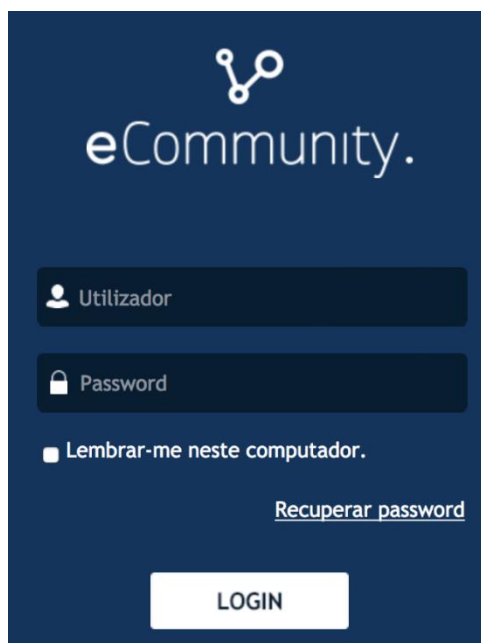 eCommunity.
Utilizador
Password
Lembrar-me neste computador.
Recuperar password
LOGIN